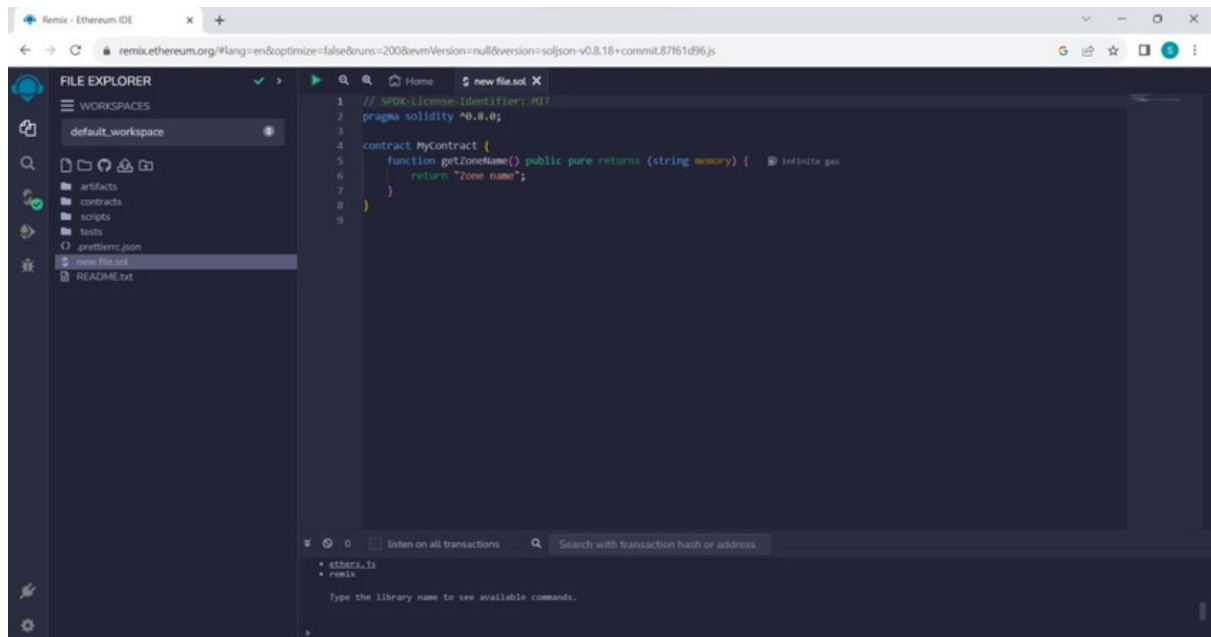 Remix - Ethereum IDE
remix.ethereum.org/#lang=en&optimize=false&runs=200&evmVersion=null&version=soljson-v0.8.18+commit.87f61d96.js
G
S
FILE EXPLORER
WORKSPACES
default_workspace
artifacts
contracts
scripts
tests
.prettierrc.json
new file.sol
README.txt
Home
new file.sol
1 // SPDX-License-Identifier: MIT
2 pragma solidity ^0.8.0;
3
4 contract MyContract {
5 function getZoneName() public pure returns (string memory) { infinite gas
6 return "Zone name";
7 }
8 }
9
0
listen on all transactions
Search with transaction hash or address
• ethers.js
• remix
Type the library name to see available commands.
>